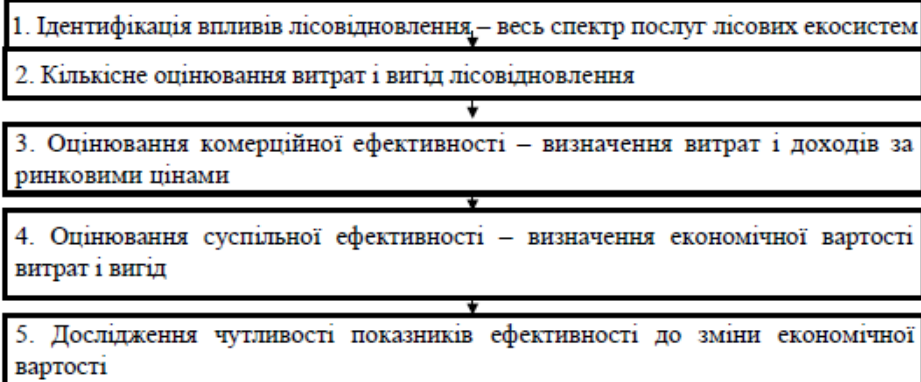 1. Ідентифікація впливів лісовідновлення – весь спектр послуг лісових екосистем
2. Кількісне оцінювання витрат і вигід лісовідновлення
3. Оцінювання комерційної ефективності – визначення витрат і доходів за
ринковими цінами
4. Оцінювання суспільної ефективності – визначення економічної вартості
витрат і вигід
5. Дослідження чутливості показників ефективності до зміни економічної
вартості